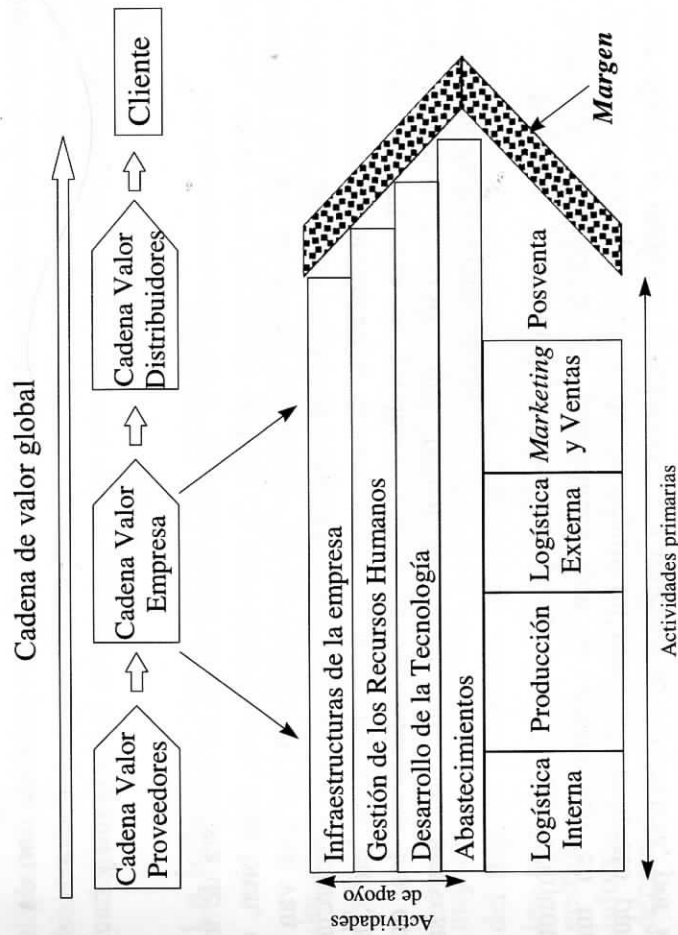 Cadena de valor global
Cadena Valor
Proveedores
Cadena Valor
Empresa
Cadena Valor
Distribuidores
Cliente
Actividades
de apoyo
Infraestructuras de la empresa
Gestión de los Recursos Humanos
Desarrollo de la Tecnología
Abastecimientos
Logística
Interna
Producción
Logística
Externa
Marketing
y Ventas
Posventa
Margen
Actividades primarias